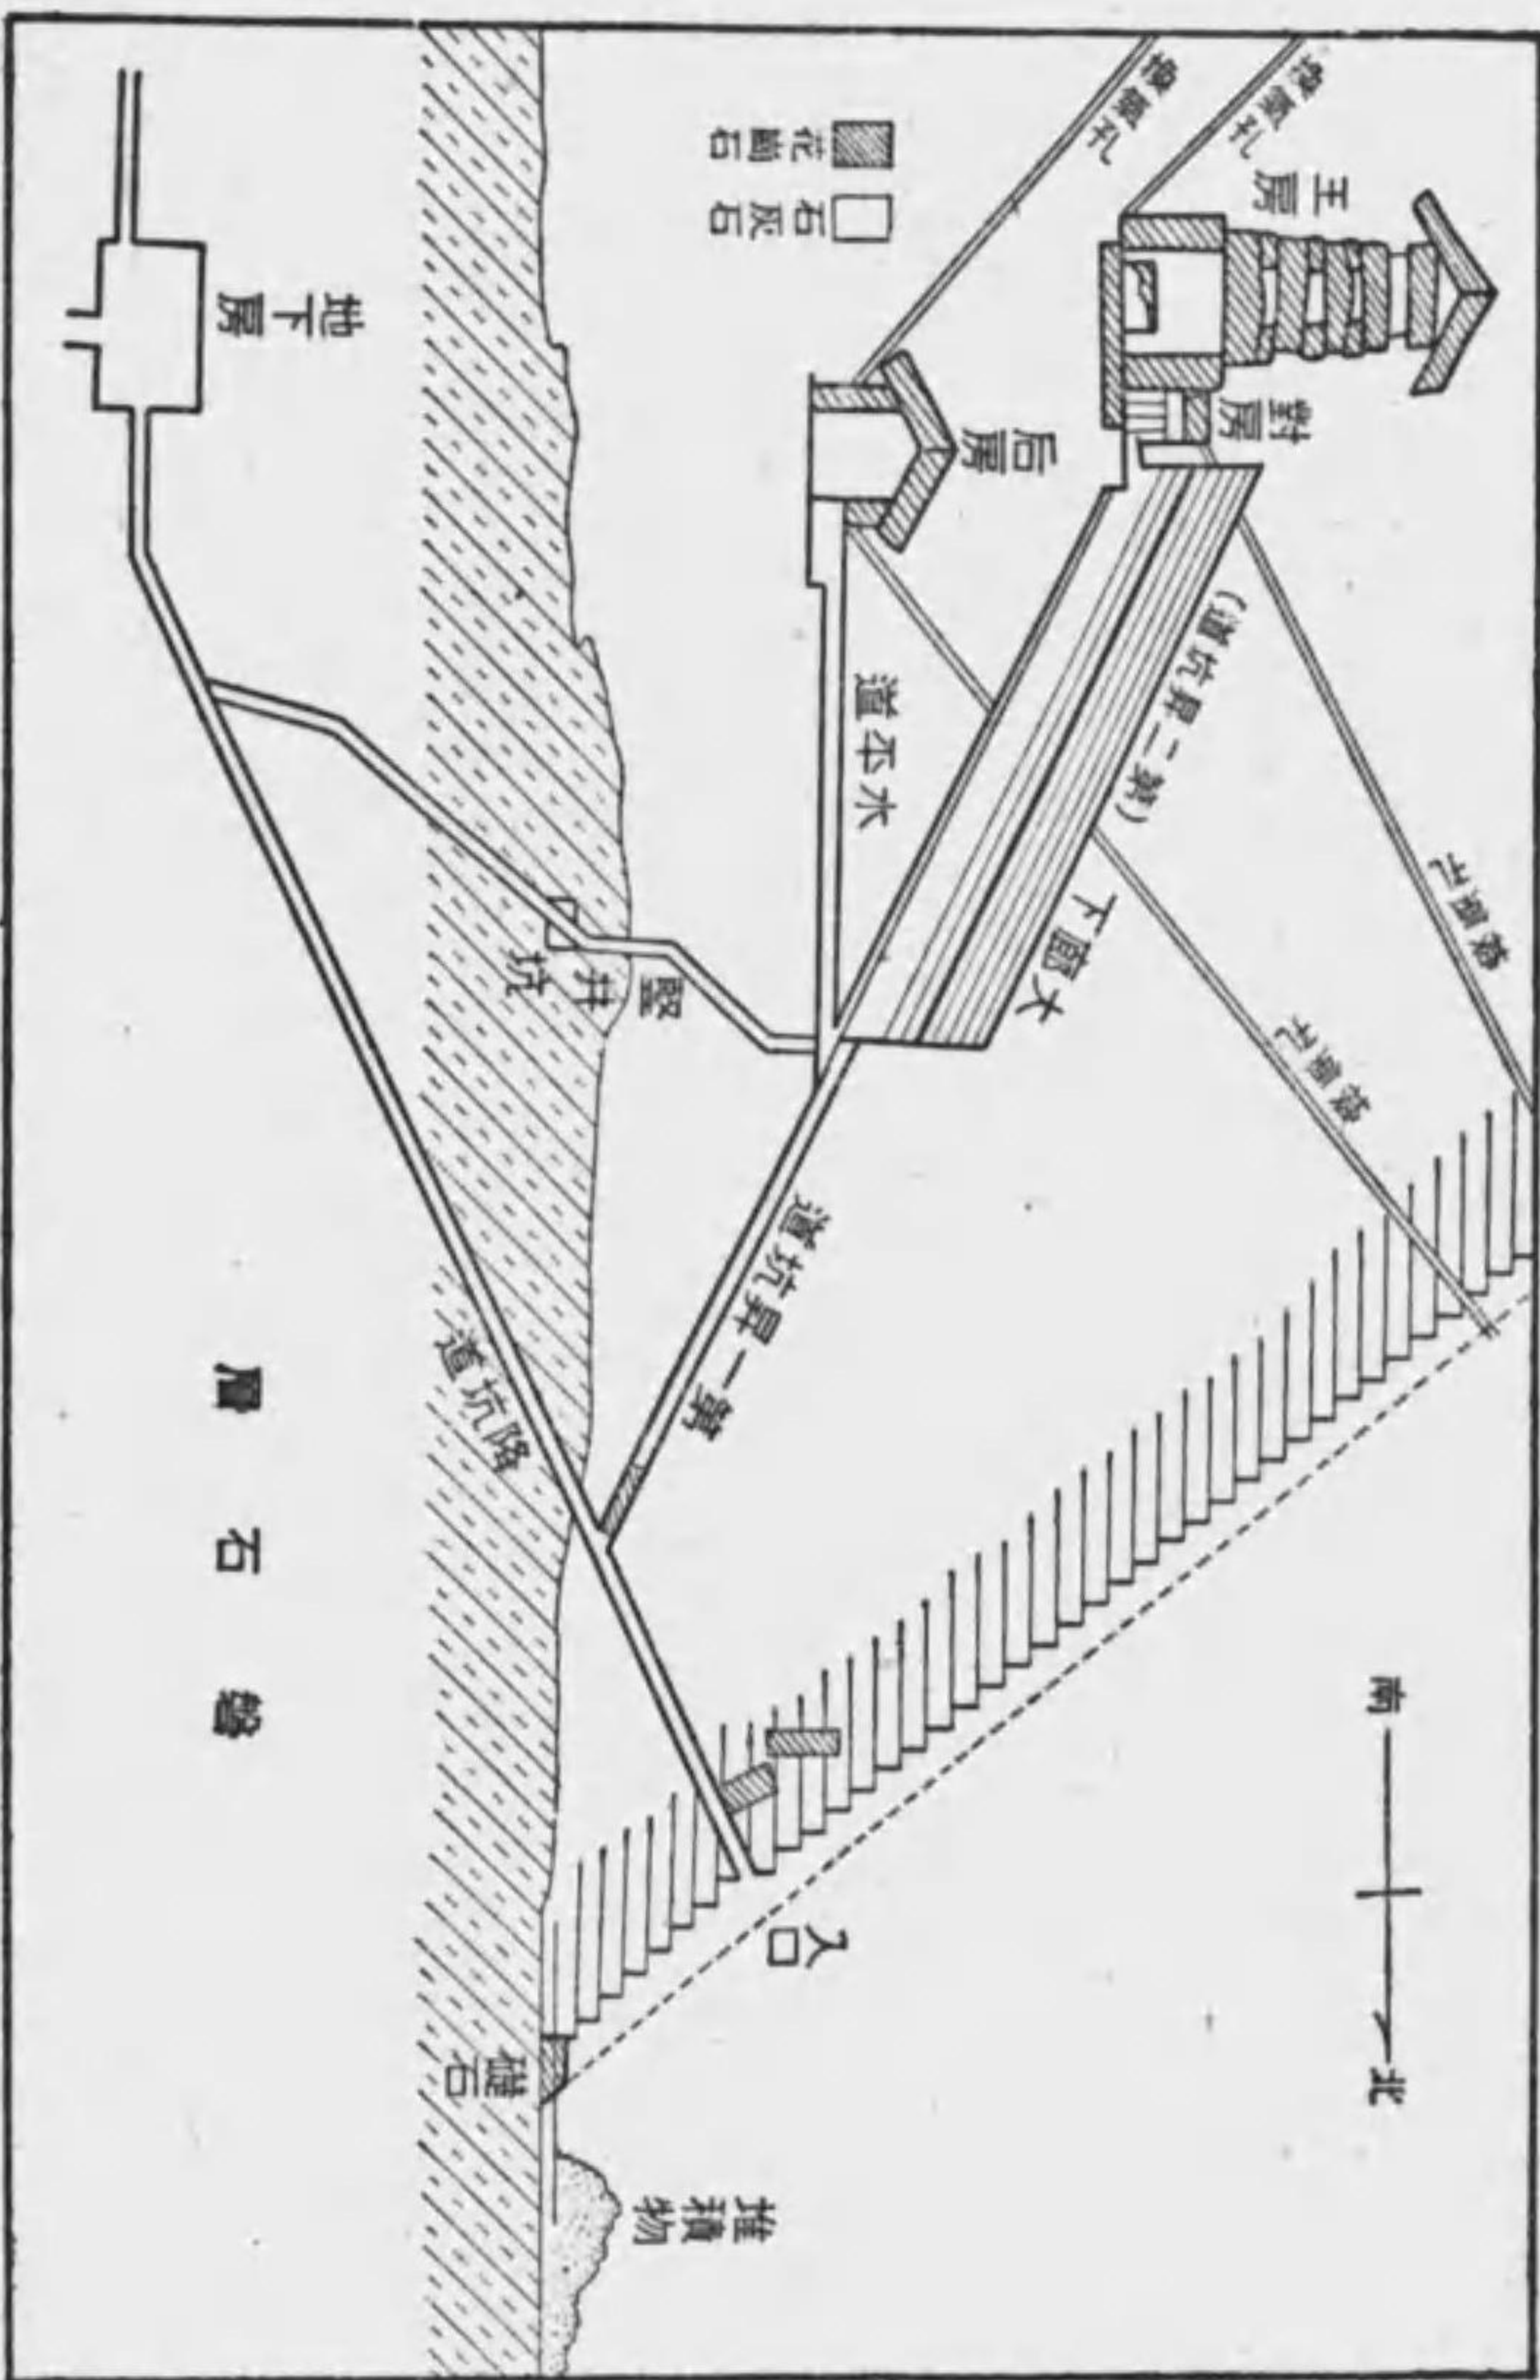 換氣孔
換氣孔
王房
對房
花崗石
石灰石
后房
地下房
大廊下
(第二昇坑道)
換氣孔
換氣孔
水平道
竪井坑
第一昇坑道
降坑道
磐石層
入口
礎石
堆積物
南
北